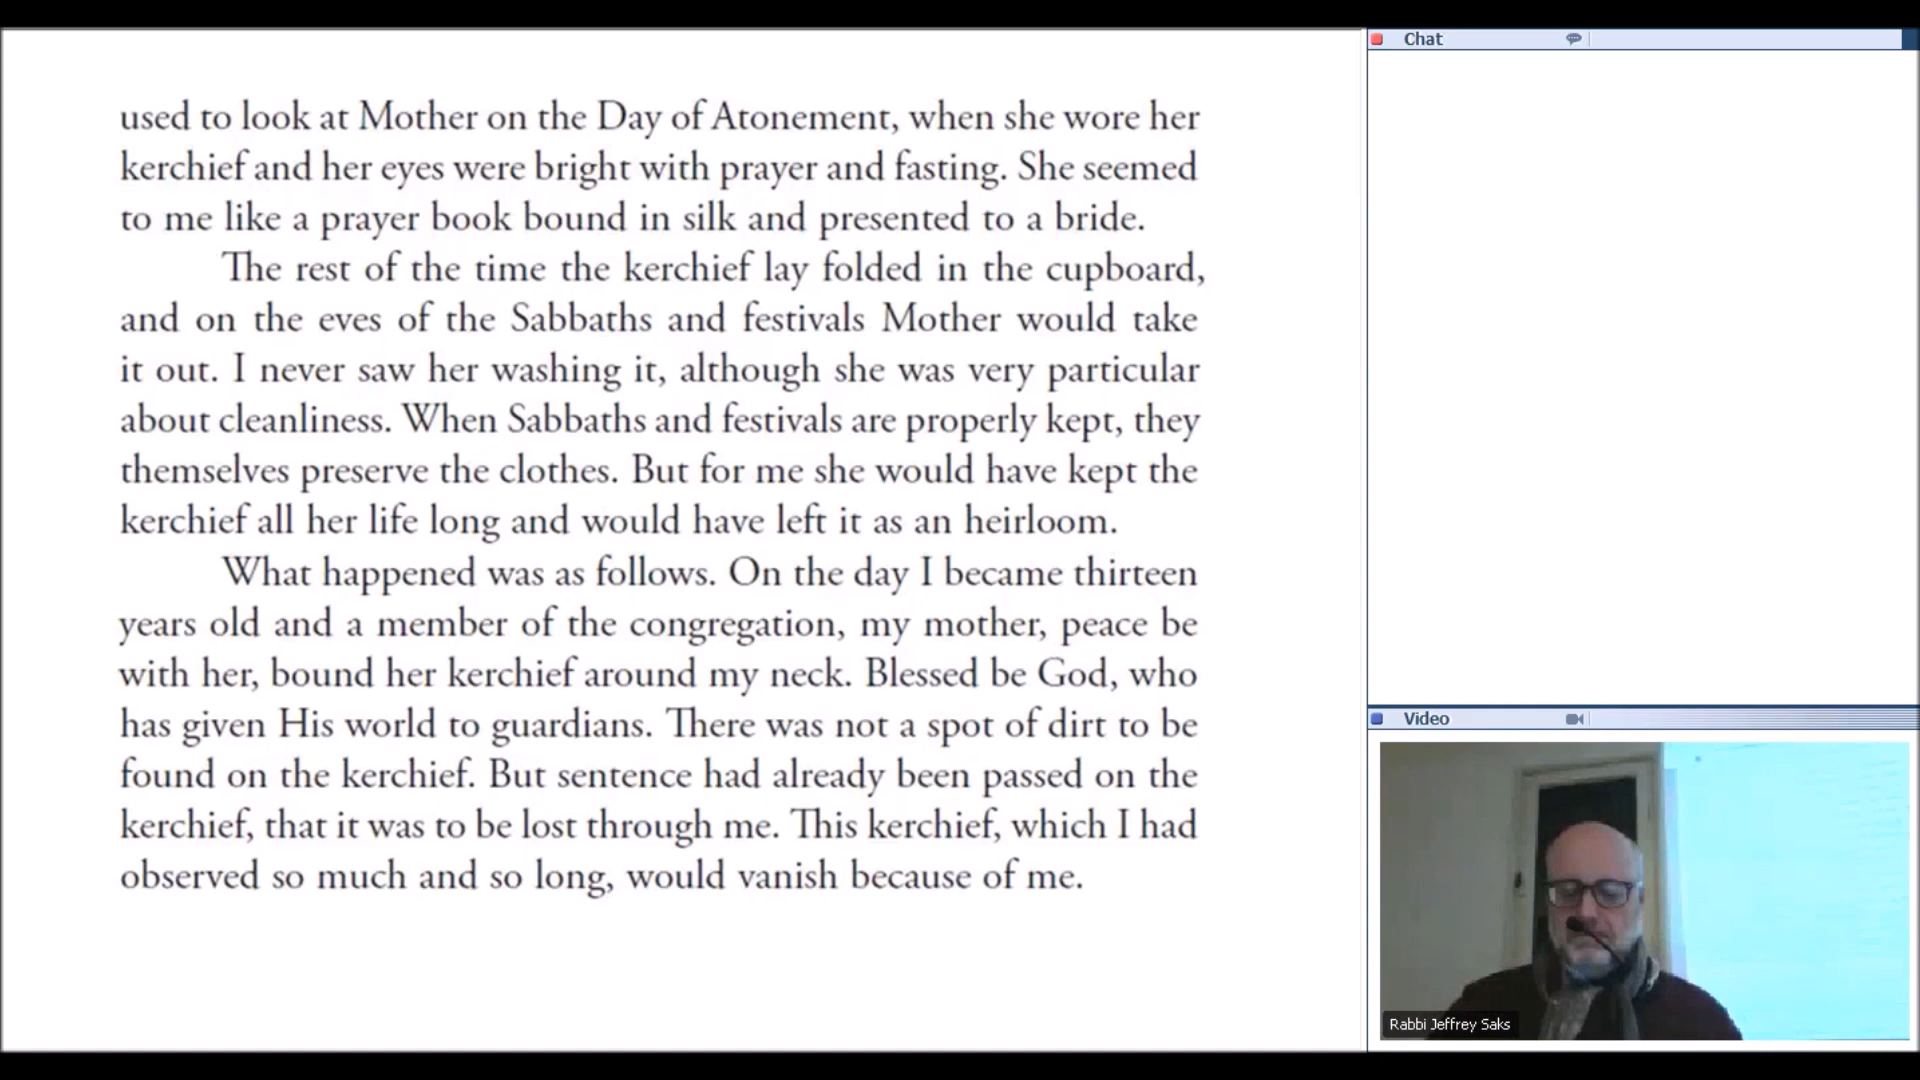 used to look at Mother on the Day of Atonement, when she wore her
kerchief and her eyes were bright with prayer and fasting. She seemed
to me like a prayer book bound in silk and presented to a bride.
The rest of the time the kerchief lay folded in the cupboard,
and on the eves of the Sabbaths and festivals Mother would take
it out. I never saw her washing it, although she was very particular
about cleanliness. When Sabbaths and festivals are properly kept, they
themselves preserve the clothes. But for me she would have kept the
kerchief all her life long and would have left it as an heirloom.
What happened was as follows. On the day I became thirteen
years old and a member of the congregation, my mother, peace be
with her, bound her kerchief around my neck. Blessed be God, who
has given His world to guardians. There was not a spot of dirt to be
found on the kerchief. But sentence had already been passed on the
kerchief, that it was to be lost through me. This kerchief, which I had
observed so much and so long, would vanish because of me.
Chat
Video
Rabbi Jeffrey Saks